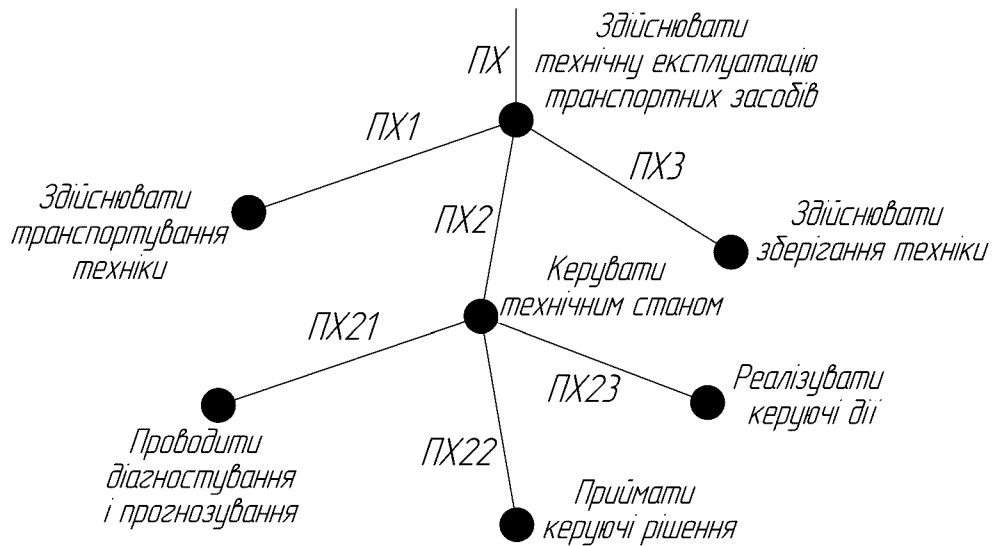 Здійснювати
технічну експлуатацію
транспортних засобів
ПХ
ПХ1
ПХ2
ПХ3
Здійснювати
транспортування
техніки
Здійснювати
зберігання техніки
Керувати
технічним станом
ПХ21
ПХ22
ПХ23
Проводити
діагностування
і прогнозування
Приймати
керуючі рішення
Реалізувати
керуючі дії